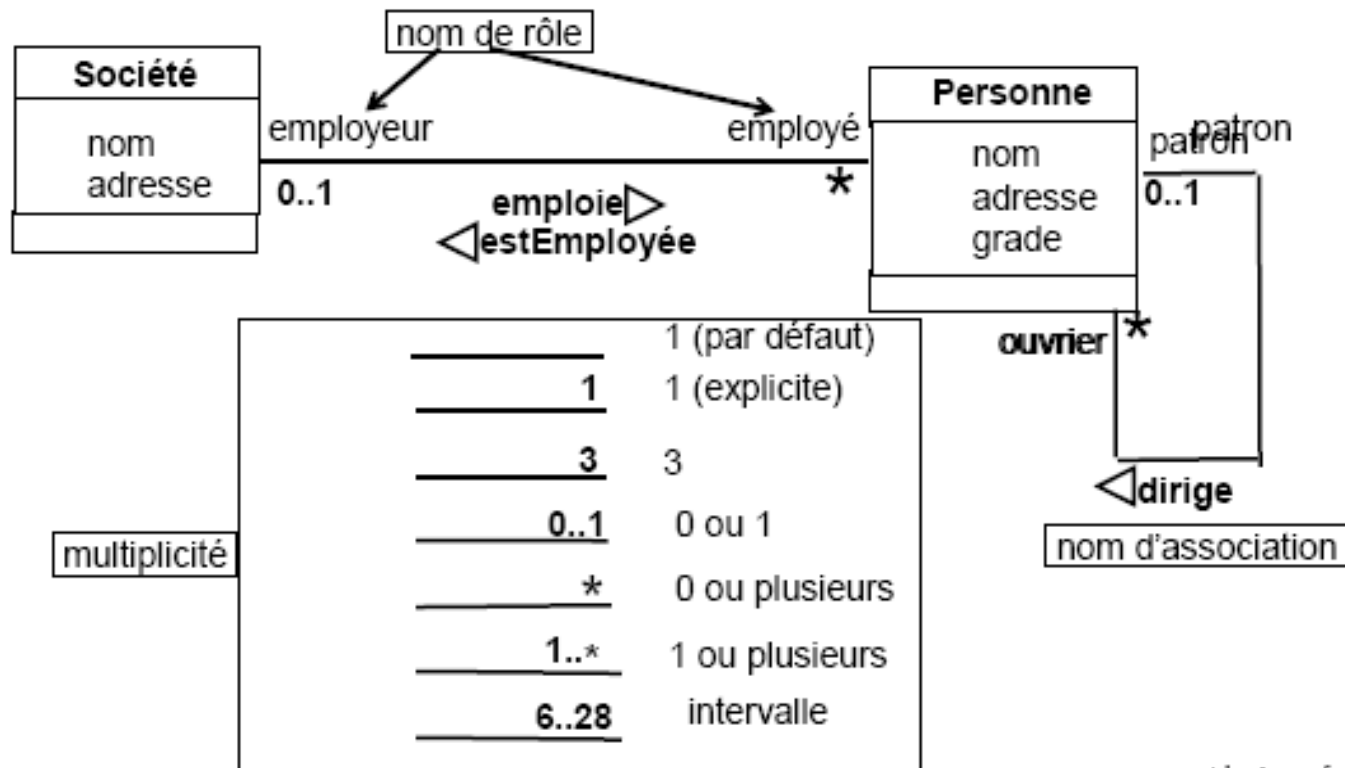 nom de rôle
Société
nom
adresse
employeur
employé
0..1
*
emploie
estEmployée
Personne
nom
adresse
grade
patron
patron
0..1
ouvrier
*
dirige
nom d'association
multiplicité
1 (par défaut)
1 1 (explicite)
3 3
0..1 0 ou 1
* 0 ou plusieurs
1..* 1 ou plusieurs
6..28 intervalle